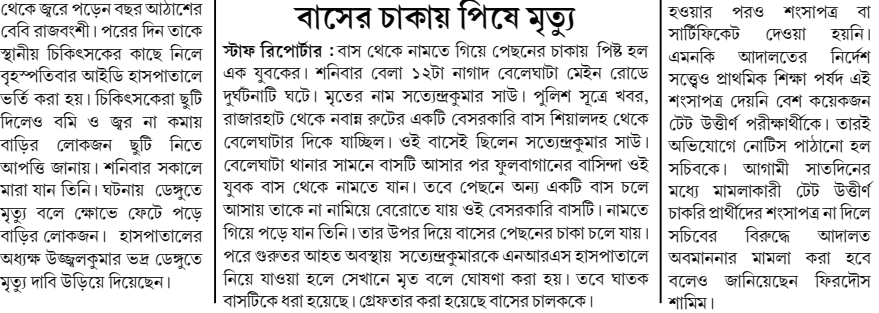 থেকে জ্বরে পড়েন বছর আঠাশের
বেবি রাজবংশী। পরের দিন তাকে
স্থানীয় চিকিৎসকের কাছে নিলে
বৃহস্পতিবার আইডি হাসপাতালে
ভর্তি করা হয়। চিকিৎসকেরা ছুটি
দিলেও বমি ও জ্বর না কমায়
বাড়ির লোকজন ছুটি নিতে
আপত্তি জানায়। শনিবার সকালে
মারা যান তিনি। ঘটনায় ডেঙ্গুতে
মৃত্যু বলে ক্ষোভে ফেটে পড়ে
বাড়ির লোকজন। হাসপাতালের
অধ্যক্ষ উজ্জ্বলকুমার ভদ্র ডেঙ্গুতে
মৃত্যু দাবি উড়িয়ে দিয়েছেন।
বাসের চাকায় পিষে মৃত্যু
স্টাফ রিপোর্টার : বাস থেকে নামতে গিয়ে পেছনের চাকায় পিষ্ট হল
এক যুবকের। শনিবার বেলা ১২টা নাগাদ বেলেঘাটা মেইন রোডে
দুর্ঘটনাটি ঘটে। মৃতের নাম সত্যেন্দ্রকুমার সাউ। পুলিশ সূত্রে খবর,
রাজারহাট থেকে নবান্ন রুটের একটি বেসরকারি বাস শিয়ালদহ থেকে
বেলেঘাটার দিকে যাচ্ছিল। ওই বাসেই ছিলেন সত্যেন্দ্রকুমার সাউ।
বেলেঘাটা থানার সামনে বাসটি আসার পর ফুলবাগানের বাসিন্দা ওই
যুবক বাস থেকে নামতে যান। তবে পেছনে অন্য একটি বাস চলে
আসায় তাকে না নামিয়ে বেরোতে যায় ওই বেসরকারি বাসটি। নামতে
গিয়ে পড়ে যান তিনি। তার উপর দিয়ে বাসের পেছনের চাকা চলে যায়।
পরে গুরুতর আহত অবস্থায় সত্যেন্দ্রকুমারকে এনআরএস হাসপাতালে
নিয়ে যাওয়া হলে সেখানে মৃত বলে ঘোষণা করা হয়। তবে ঘাতক
বাসটিকে ধরা হয়েছে। গ্রেফতার করা হয়েছে বাসের চালককে।
হওয়ার পরও শংসাপত্র বা
সার্টিফিকেট দেওয়া হয়নি।
এমনকি আদালতের নির্দেশ
সত্ত্বেও প্রাথমিক শিক্ষা পর্ষদ এই
শংসাপত্র দেয়নি বেশ কয়েকজন
টেট উত্তীর্ণ পরীক্ষার্থীকে। তারই
অভিযোগে নোটিস পাঠানো হল
সচিবকে। আগামী সাতদিনের
মধ্যে মামলাকারী টেট উত্তীর্ণ
চাকরি প্রার্থীদের শংসাপত্র না দিলে
সচিবের বিরুদ্ধে আদালত
অবমাননার মামলা করা হবে
বলেও জানিয়েছেন ফিরদৌস
শামিম।